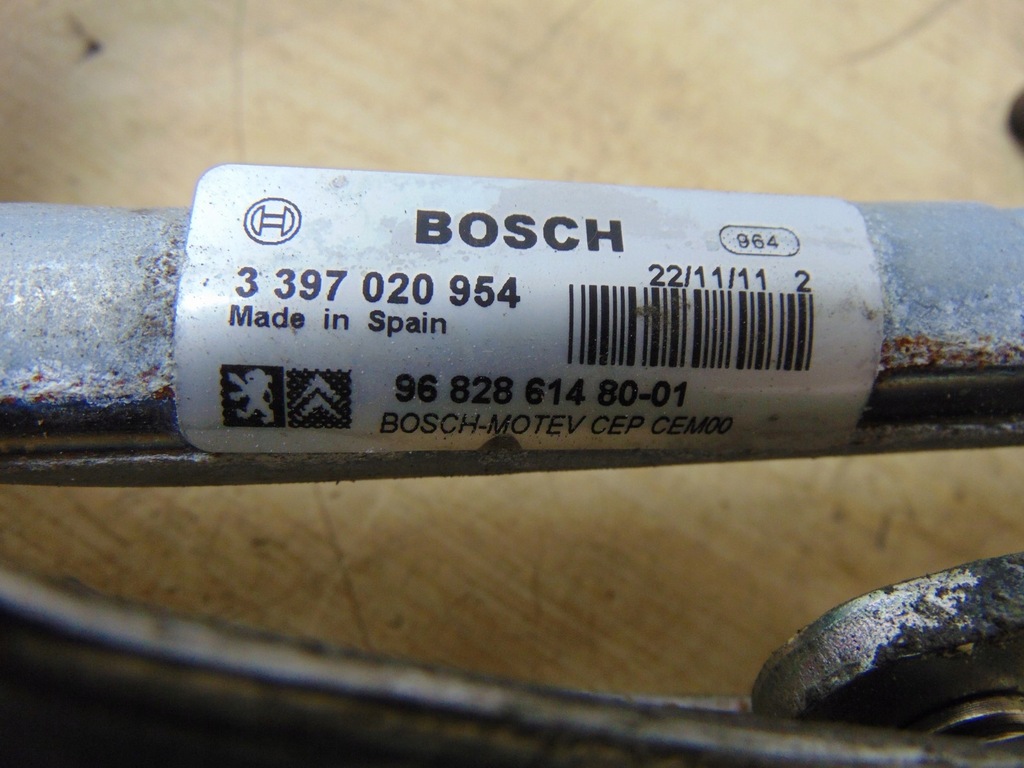 BOSCH 964
3 397 020 954 22/11/11 2
Made in Spain
96 828 614 80-01
BOSCH-MOTEV CEP CEM00